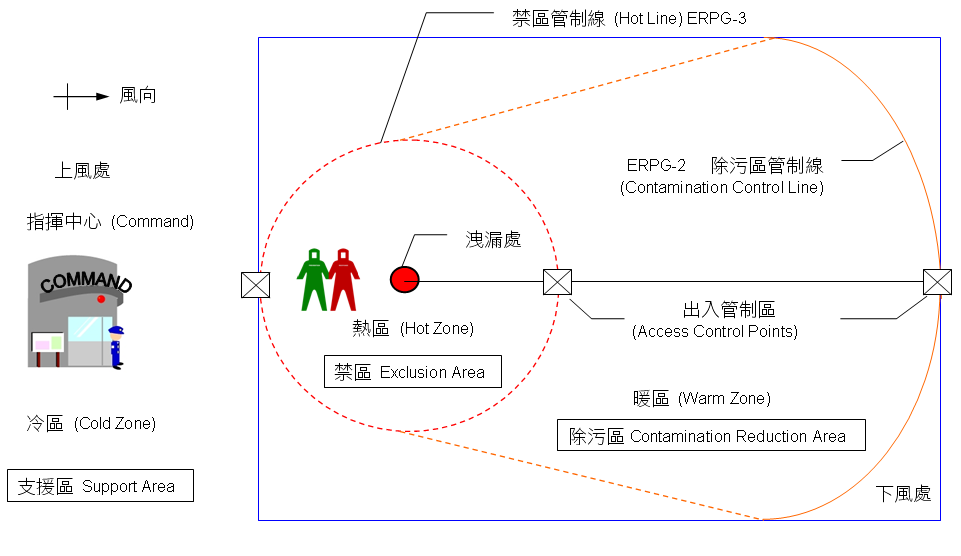 禁區管制線 (Hot Line) ERPG-3
風向
上風處
指揮中心 (Command)
COMMAND
ERPG-2 除污區管制線
(Contamination Control Line)
洩漏處
出入管制區
(Access Control Points)
熱區 (Hot Zone)
禁區 Exclusion Area
暖區 (Warm Zone)
除污區 Contamination Reduction Area
冷區 (Cold Zone)
支援區 Support Area
下風處